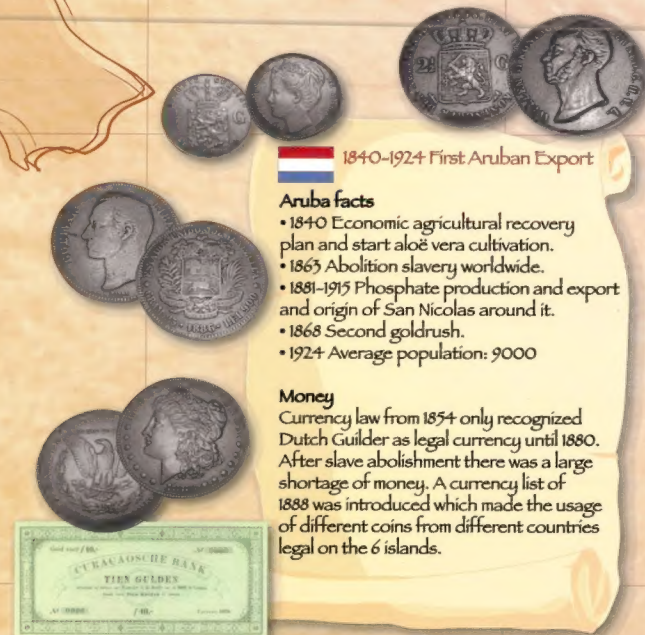 1840-1924 First Aruban Export
Aruba facts
• 1840 Economic agricultural recovery
plan and start aloë vera cultivation.
• 1863 Abolition slavery worldwide.
• 1881-1915 Phosphate production and export
and origin of San Nicolas around it.
• 1868 Second goldrush.
• 1924 Average population: 9000
Money
Currency law from 1854 only recognized
Dutch Guilder as legal currency until 1880.
After slave abolishment there was a large
shortage of money. A currency list of
1888 was introduced which made the usage
of different coins from different countries
legal on the 6 islands.
2½ G
G
1886
CURAÇAOSCHE BANK
TIEN GULDEN